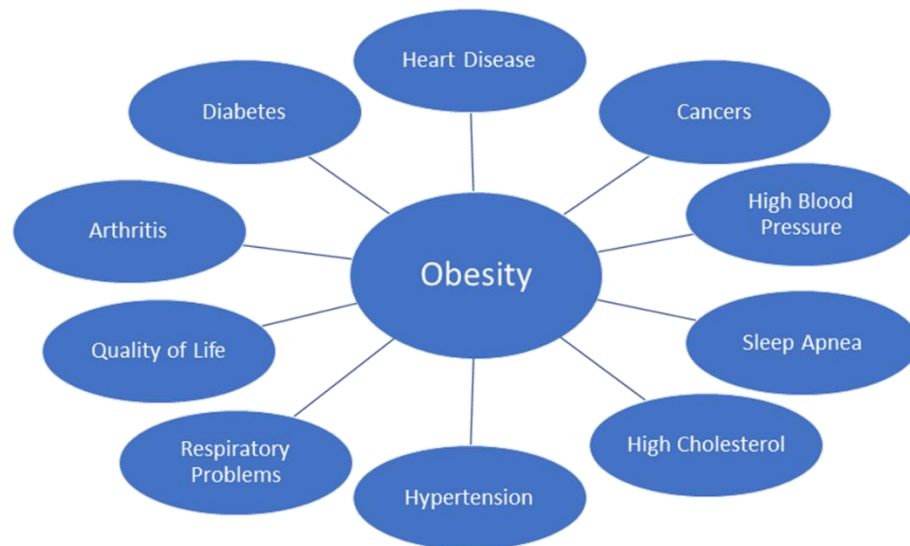 Heart Disease
Diabetes
Cancers
High Blood
Pressure
Arthritis
Obesity
Quality of Life
Sleep Apnea
High Cholesterol
Respiratory
Problems
Hypertension